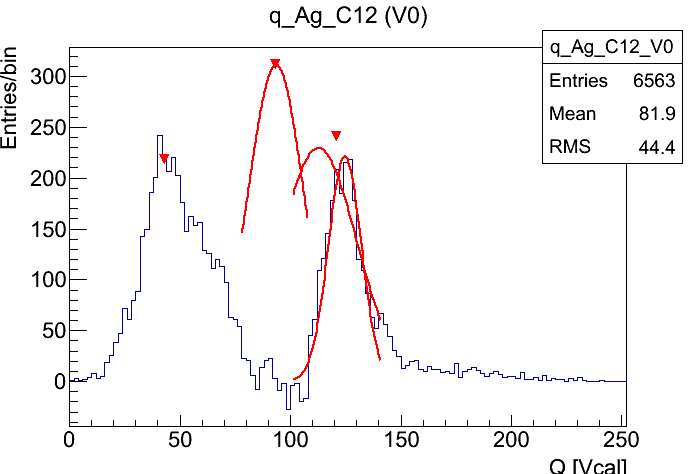 q_Ag_C12 (V0)
q_Ag_C12_V0
Entries 6563
Mean 81.9
RMS 44.4
Entries/bin
300
250
200
150
100
50
0
0 50 100 150 200 250
Q [Vcal]